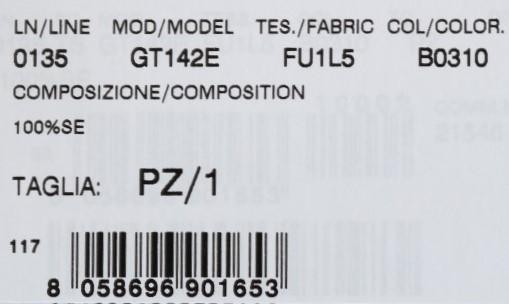 LN/LINE MOD/MODEL TES./FABRIC COL/COLOR.
0135 GT142E FU1L5 B0310
COMPOSIZIONE/COMPOSITION
100%SE
TAGLIA: PZ/1
117
8 058696 901653